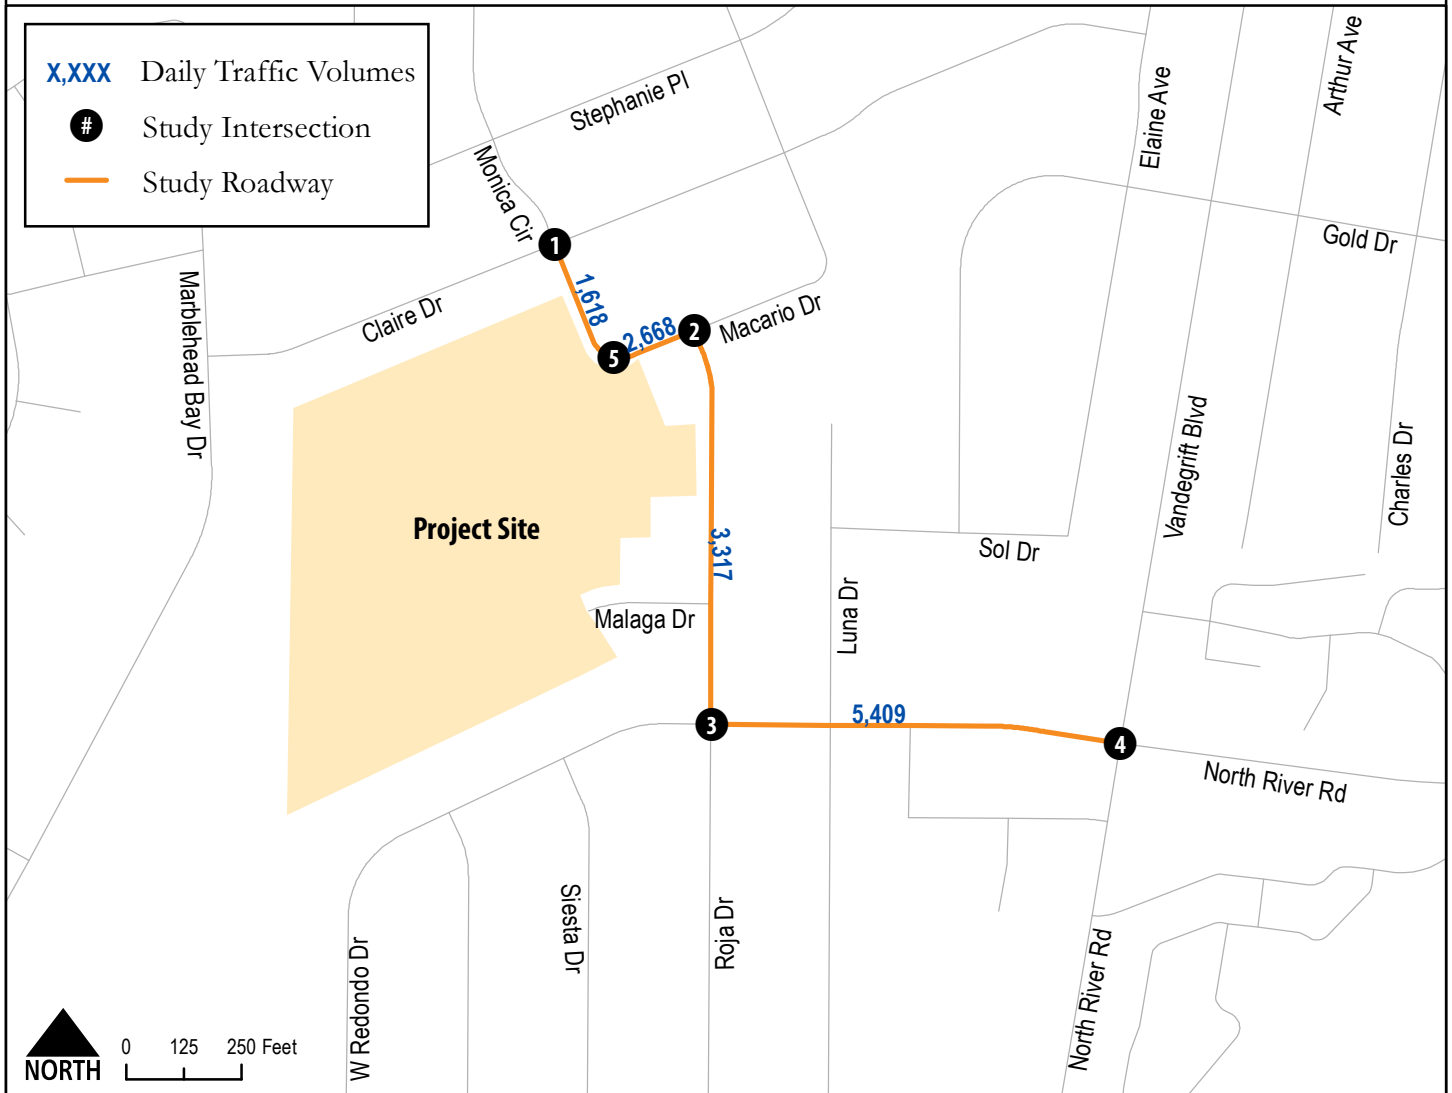 X,XXX Daily Traffic Volumes
# Study Intersection
Study Roadway
Stephanie Pl
Monica Cir
Elaine Ave
Arthur Ave
Gold Dr
1
Marblehead Bay Dr
Claire Dr
1,618
2,668
2
Macario Dr
5
Vandegrift Blvd
Charles Dr
Project Site
3,317
Sol Dr
Malaga Dr
Luna Dr
3
5,409
4
North River Rd
Siesta Dr
Roja Dr
W Redondo Dr
North River Rd
NORTH
0 125 250 Feet